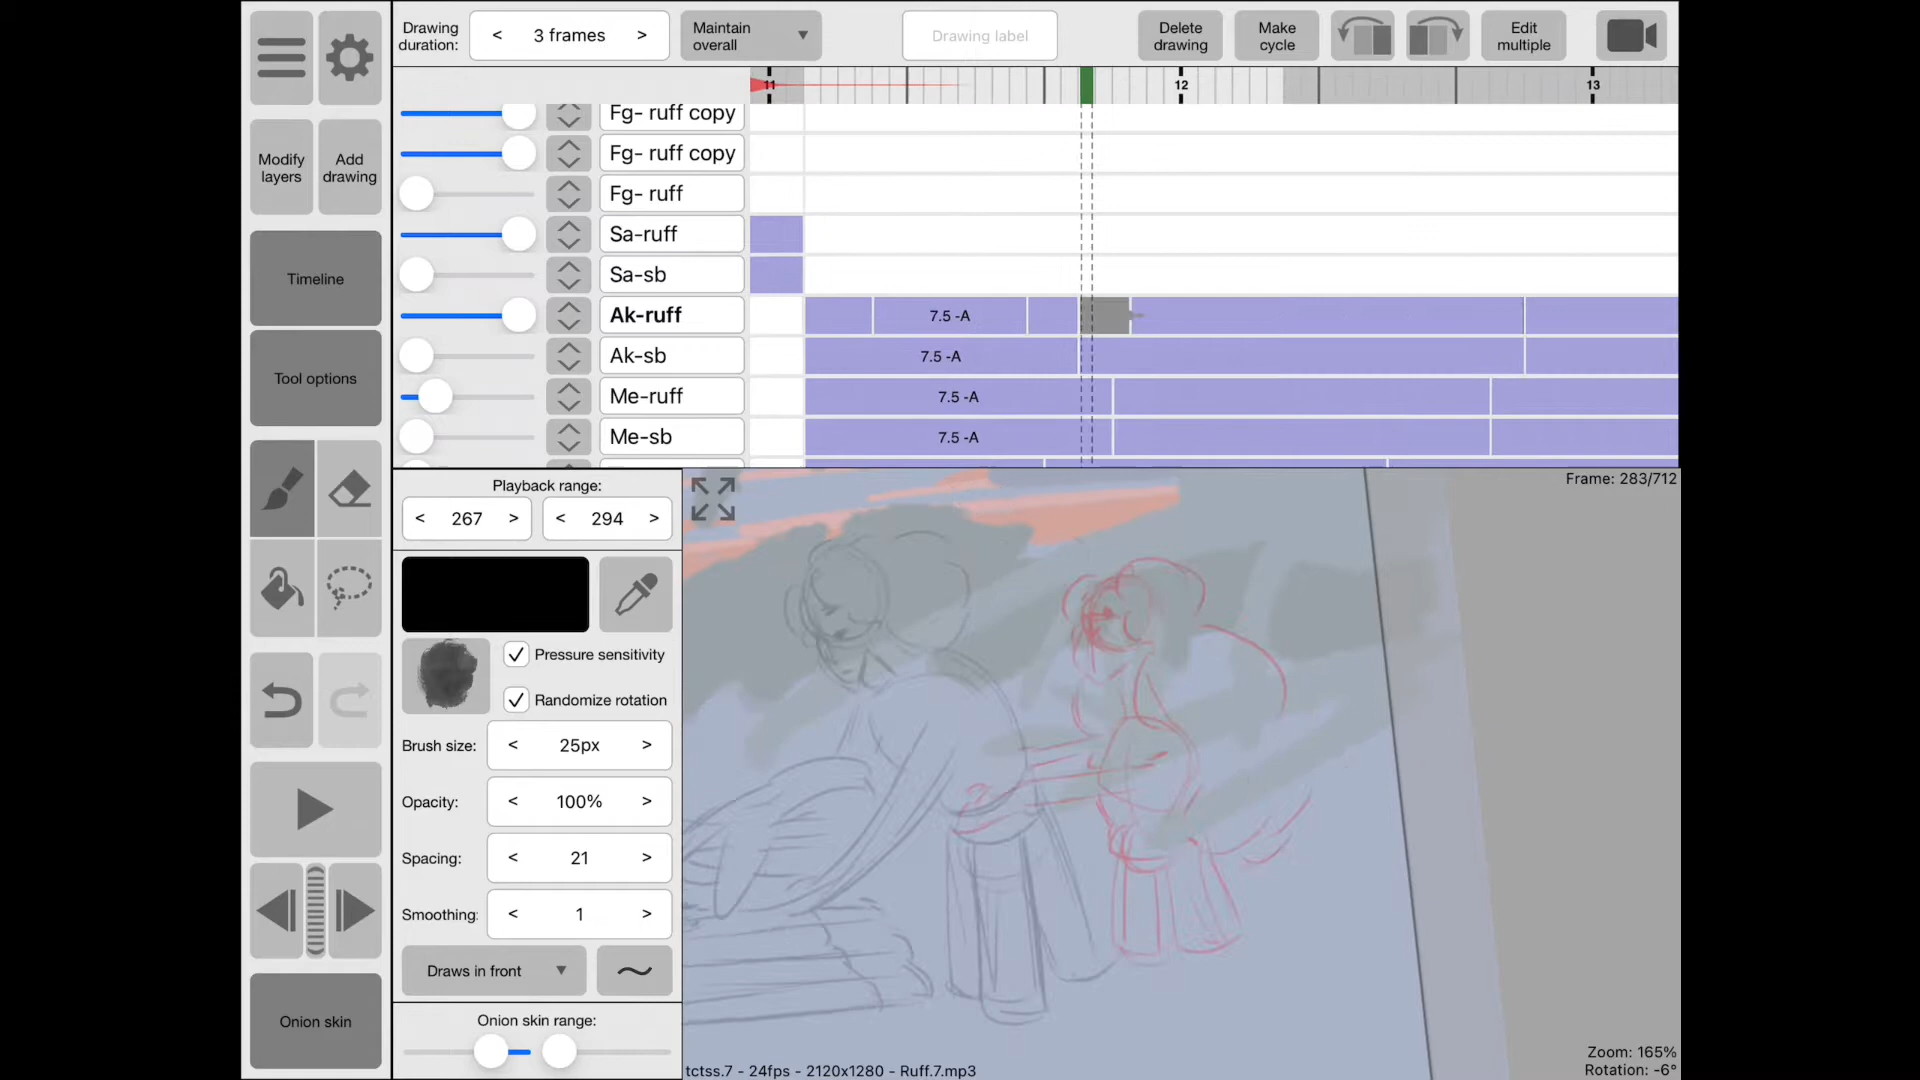 Drawing duration:
< 3 frames >
Maintain overall
Drawing label
Delete drawing
Make cycle
Edit multiple
11
12
13
Modify layers
Add drawing
Timeline
Tool options
Onion skin
Fg- ruff copy
Fg- ruff copy
Fg- ruff
Sa-ruff
Sa-sb
Ak-ruff
7.5 -A
Ak-sb
7.5 -A
Me-ruff
7.5 -A
Me-sb
7.5 -A
Playback range:
< 267 >
< 294 >
Frame: 283/712
Pressure sensitivity
Randomize rotation
Brush size:
< 25px >
Opacity:
< 100% >
Spacing:
< 21 >
Smoothing:
< 1 >
Draws in front
Onion skin range:
Zoom: 165%
Rotation: -6°
tctss.7 - 24fps - 2120x1280 - Ruff.7.mp3